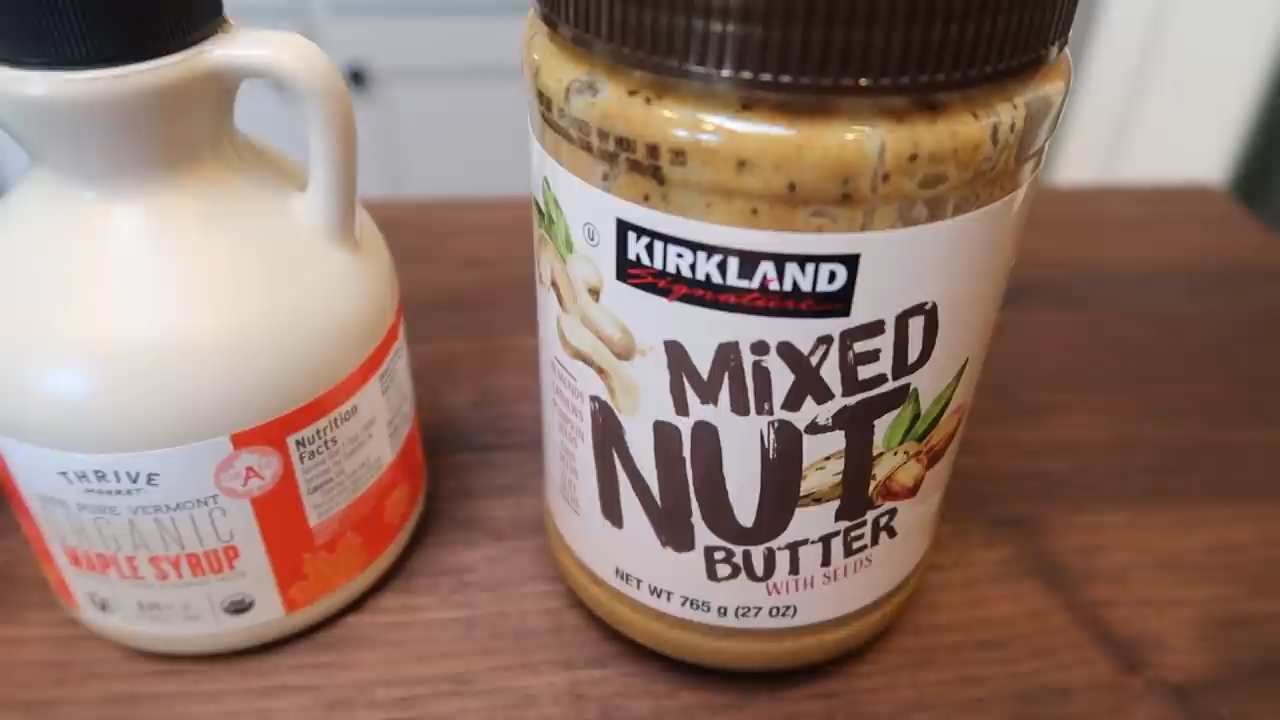 THRIVE
MARKET
PURE VERMONT
ORGANIC
MAPLE SYRUP
A
Nutrition
Facts
U
KIRKLAND
Signature
MiXED
NUT
BUTTER
WITH SEEDS
NET WT 765 g (27 OZ)